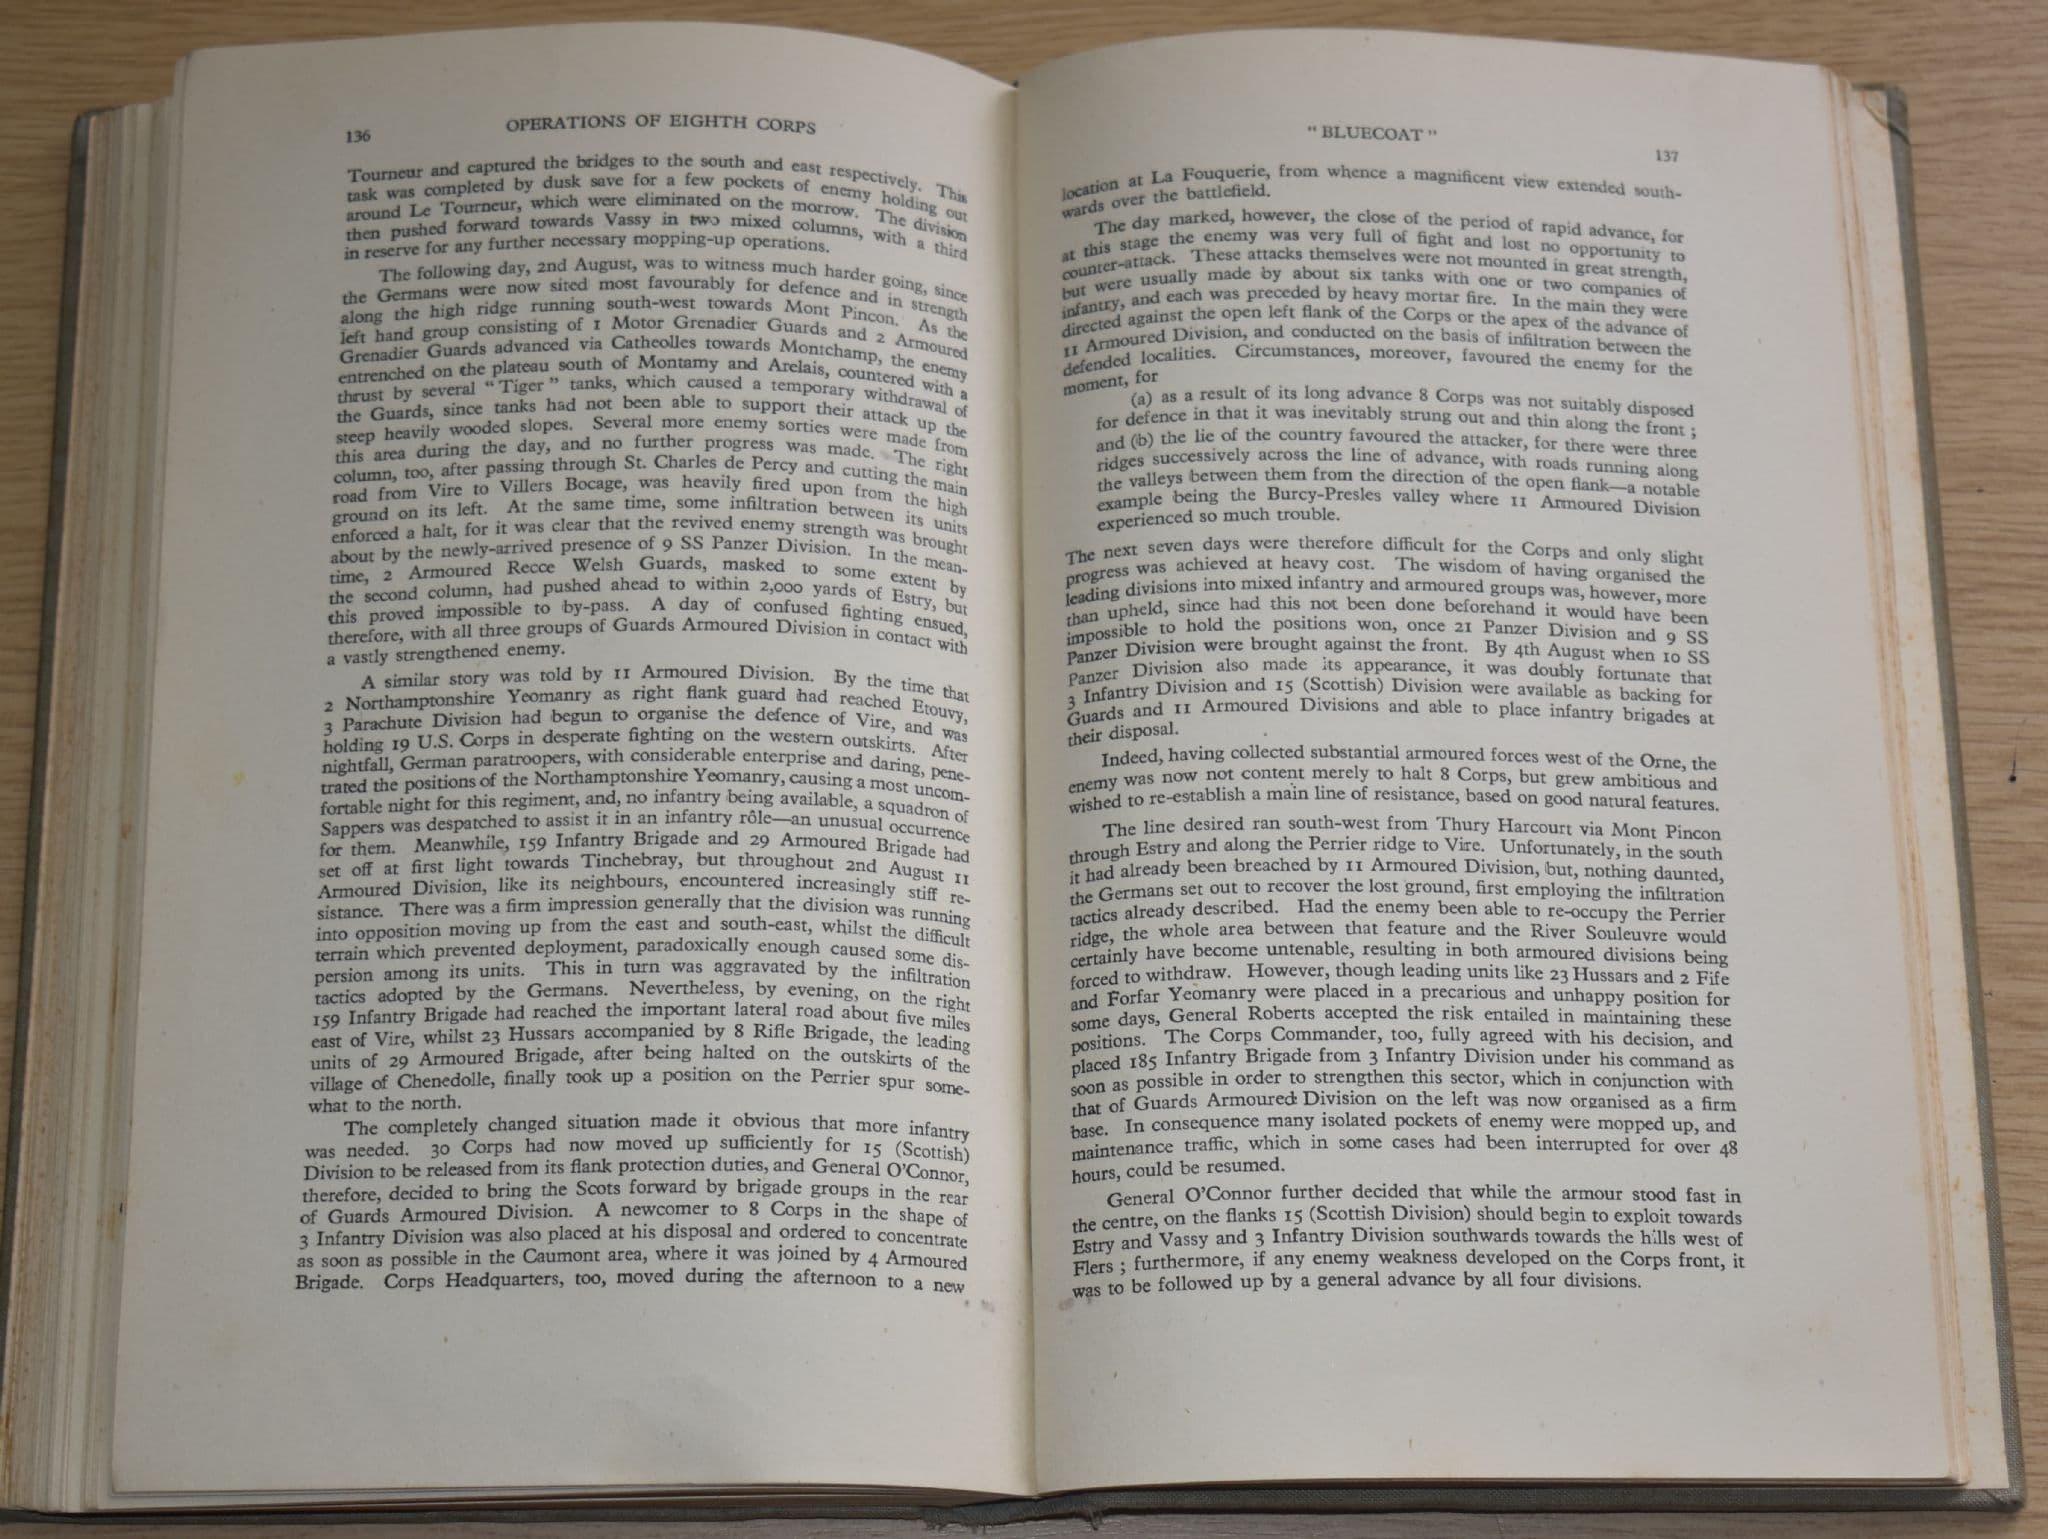 136
OPERATIONS OF EIGHTH CORPS
Tourneur and captured the bridges to the south and east respectively. This
task was completed by dusk save for a few pockets of enemy holding out
around Le Tourneur, which were eliminated on the morrow. The division
then pushed forward towards Vassy in two mixed columns, with a third
in reserve for any further necessary mopping-up operations.
The following day, 2nd August, was to witness much harder going, since
the Germans were now sited most favourably for defence and in strength
along the high ridge running south-west towards Mont Pincon. As the
left hand group consisting of 1 Motor Grenadier Guards and 2 Armoured
Grenadier Guards advanced via Catheolles towards Montchamp, the enemy
entrenched on the plateau south of Montamy and Arelais, countered with a
thrust by several "Tiger" tanks, which caused a temporary withdrawal of
the Guards, since tanks had not been able to support their attack up the
steep heavily wooded slopes. Several more enemy sorties were made from
this area during the day, and no further progress was made. The right
column, too, after passing through St. Charles de Percy and cutting the main
road from Vire to Villers Bocage, was heavily fired upon from the high
ground on its left. At the same time, some infiltration between its units
enforced a halt, for it was clear that the revived enemy strength was brought
about by the newly-arrived presence of 9 SS Panzer Division. In the mean-
time, 2 Armoured Recce Welsh Guards, masked to some extent by
the second column, had pushed ahead to within 2,000 yards of Estry, but
this proved impossible to by-pass. A day of confused fighting ensued,
therefore, with all three groups of Guards Armoured Division in contact with
a vastly strengthened enemy.
A similar story was told by 11 Armoured Division. By the time that
2 Northamptonshire Yeomanry as right flank guard had reached Etouvy,
3 Parachute Division had begun to organise the defence of Vire, and was
holding 19 U.S. Corps in desperate fighting on the western outskirts. After
nightfall, German paratroopers, with considerable enterprise and daring, pene-
trated the positions of the Northamptonshire Yeomanry, causing a most uncom-
fortable night for this regiment, and, no infantry being available, a squadron of
Sappers was despatched to assist it in an infantry rôle—an unusual occurrence
for them. Meanwhile, 159 Infantry Brigade and 29 Armoured Brigade had
set off at first light towards Tinchebray, but throughout 2nd August 11
Armoured Division, like its neighbours, encountered increasingly stiff re-
sistance. There was a firm impression generally that the division was running
into opposition moving up from the east and south-east, whilst the difficult
terrain which prevented deployment, paradoxically enough caused some dis-
persion among its units. This in turn was aggravated by the infiltration
tactics adopted by the Germans. Nevertheless, by evening, on the right
159 Infantry Brigade had reached the important lateral road about five miles
east of Vire, whilst 23 Hussars accompanied by 8 Rifle Brigade, the leading
units of 29 Armoured Brigade, after being halted on the outskirts of the
village of Chenedolle, finally took up a position on the Perrier spur some-
what to the north.
The completely changed situation made it obvious that more infantry
was needed. 30 Corps had now moved up sufficiently for 15 (Scottish)
Division to be released from its flank protection duties, and General O'Connor,
therefore, decided to bring the Scots forward by brigade groups in the rear
of Guards Armoured Division. A newcomer to 8 Corps in the shape of
3 Infantry Division was also placed at his disposal and ordered to concentrate
as soon as possible in the Caumont area, where it was joined by 4 Armoured
Brigade. Corps Headquarters, too, moved during the afternoon to a new
"BLUECOAT"
137
location at La Fouquerie, from whence a magnificent view extended south-
wards over the battlefield.
The day marked, however, the close of the period of rapid advance, for
at this stage the enemy was very full of fight and lost no opportunity to
counter-attack. These attacks themselves were not mounted in great strength,
but were usually made by about six tanks with one or two companies of
infantry, and each was preceded by heavy mortar fire. In the main they were
directed against the open left flank of the Corps or the apex of the advance of
11 Armoured Division, and conducted on the basis of infiltration between the
defended localities. Circumstances, moreover, favoured the enemy for the
moment, for
(a) as a result of its long advance 8 Corps was not suitably disposed
for defence in that it was inevitably strung out and thin along the front ;
and (b) the lie of the country favoured the attacker, for there were three
ridges successively across the line of advance, with roads running along
the valleys between them from the direction of the open flank—a notable
example being the Burcy-Presles valley where 11 Armoured Division
experienced so much trouble.
The next seven days were therefore difficult for the Corps and only slight
progress was achieved at heavy cost. The wisdom of having organised the
leading divisions into mixed infantry and armoured groups was, however, more
than upheld, since had this not been done beforehand it would have been
impossible to hold the positions won, once 21 Panzer Division and 9 SS
Panzer Division were brought against the front. By 4th August when 10 SS
Panzer Division also made its appearance, it was doubly fortunate that
3 Infantry Division and 15 (Scottish) Division were available as backing for
Guards and 11 Armoured Divisions and able to place infantry brigades at
their disposal.
Indeed, having collected substantial armoured forces west of the Orne, the
enemy was now not content merely to halt 8 Corps, but grew ambitious and
wished to re-establish a main line of resistance, based on good natural features.
The line desired ran south-west from Thury Harcourt via Mont Pincon
through Estry and along the Perrier ridge to Vire. Unfortunately, in the south
it had already been breached by 11 Armoured Division, but, nothing daunted,
the Germans set out to recover the lost ground, first employing the infiltration
tactics already described. Had the enemy been able to re-occupy the Perrier
ridge, the whole area between that feature and the River Souleuvre would
certainly have become untenable, resulting in both armoured divisions being
forced to withdraw. However, though leading units like 23 Hussars and 2 Fife
and Forfar Yeomanry were placed in a precarious and unhappy position for
some days, General Roberts accepted the risk entailed in maintaining these
positions. The Corps Commander, too, fully agreed with his decision, and
placed 185 Infantry Brigade from 3 Infantry Division under his command as
soon as possible in order to strengthen this sector, which in conjunction with
that of Guards Armoured Division on the left was now organised as a firm
base. In consequence many isolated pockets of enemy were mopped up, and
maintenance traffic, which in some cases had been interrupted for over 48
hours, could be resumed.
General O'Connor further decided that while the armour stood fast in
the centre, on the flanks 15 (Scottish Division) should begin to exploit towards
Estry and Vassy and 3 Infantry Division southwards towards the hills west of
Flers ; furthermore, if any enemy weakness developed on the Corps front, it
was to be followed up by a general advance by all four divisions.